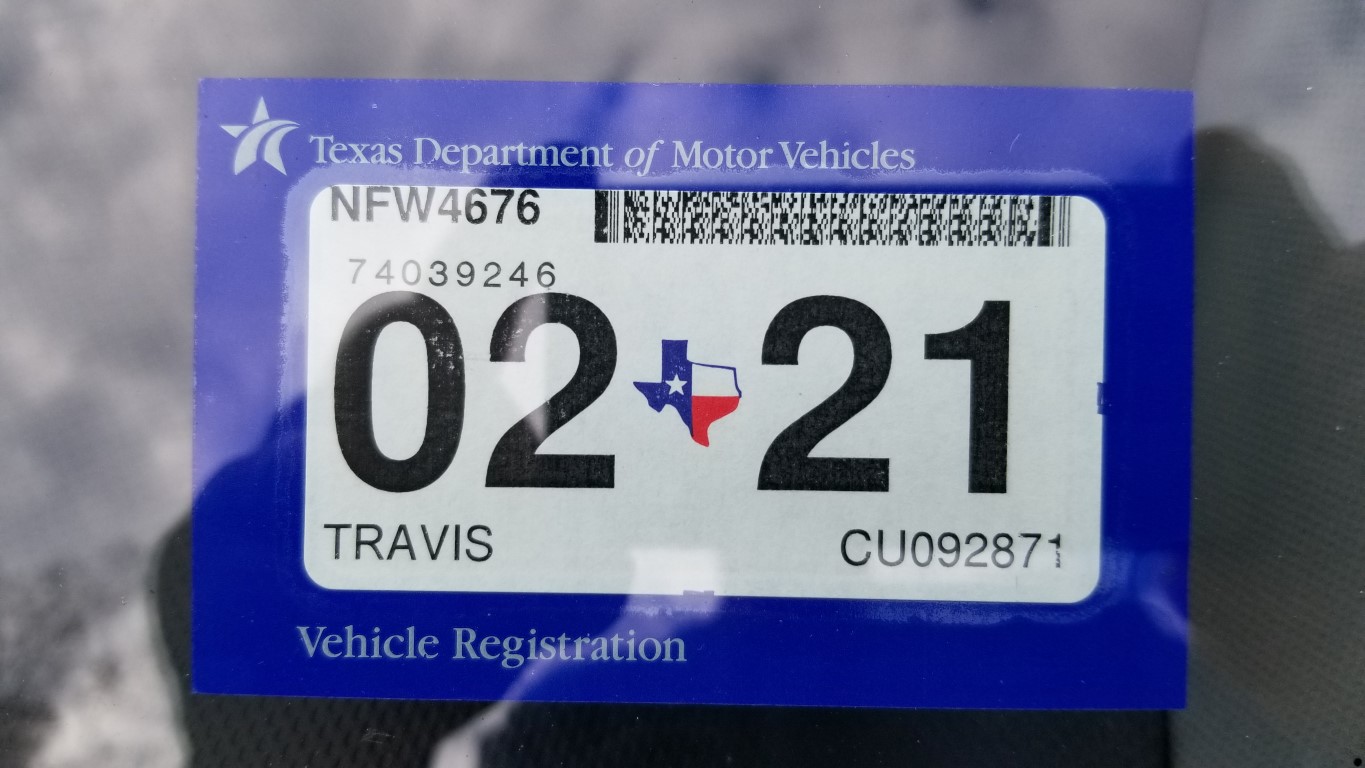 Texas Department of Motor Vehicles
NFW4676
74039246
02 21
TRAVIS CU092871
Vehicle Registration